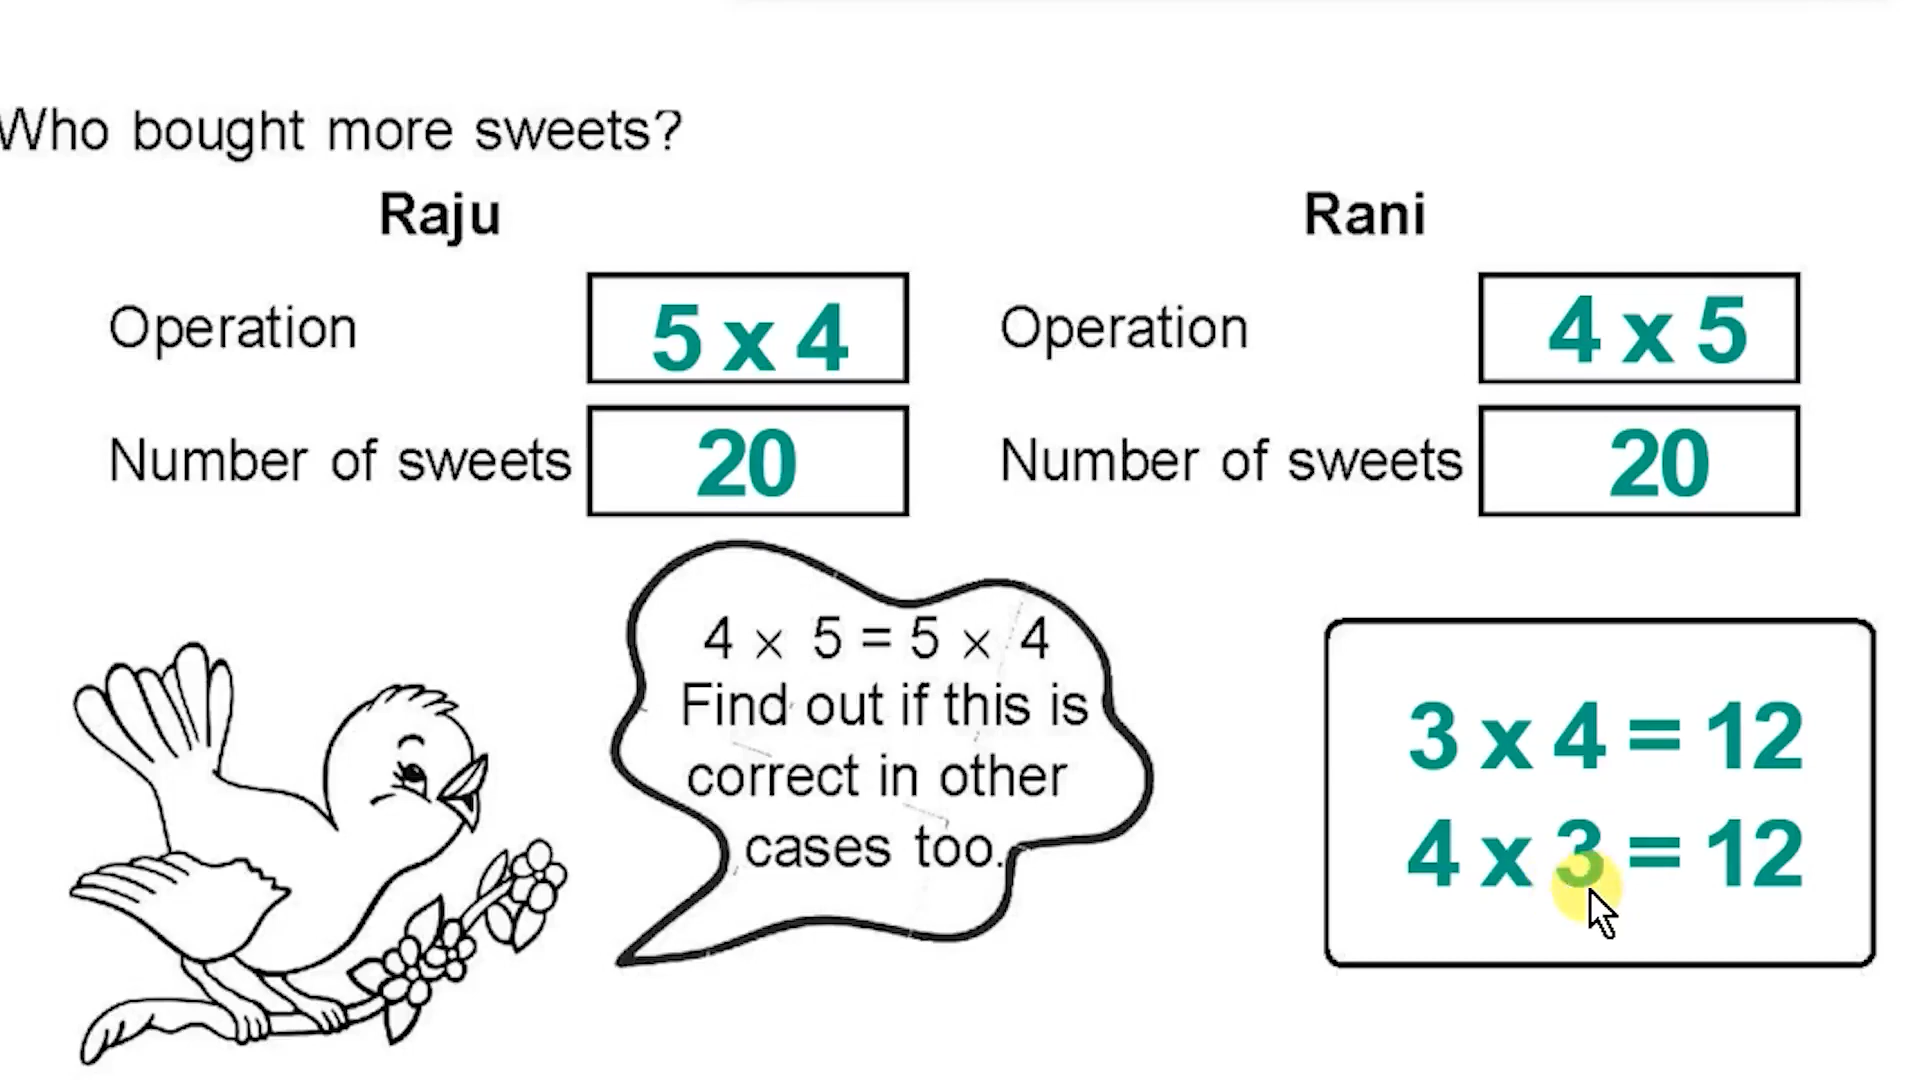 Who bought more sweets?
Raju
Rani
Operation 5 x 4
Operation 4 x 5
Number of sweets 20
Number of sweets 20
4 × 5 = 5 × 4
Find out if this is
correct in other
cases too.
3 x 4 = 12
4 x 3 = 12